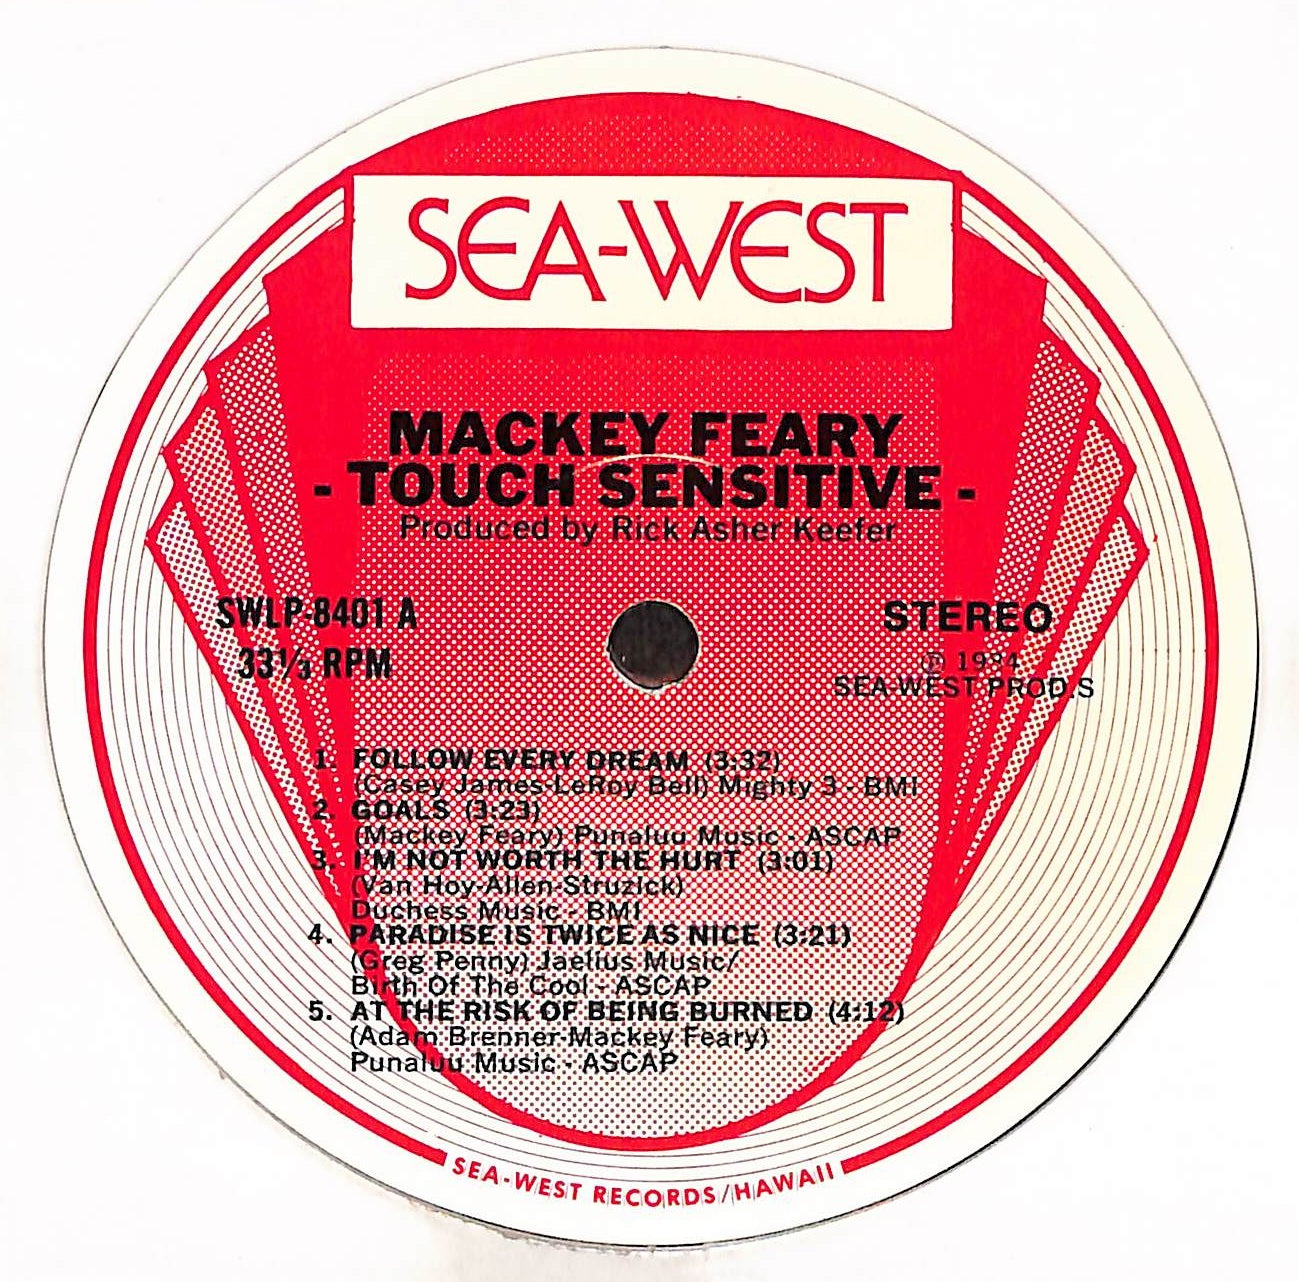 SEA-WEST
MACKEY FEARY
- TOUCH SENSITIVE -
Produced by Rick Asher Keefer
SWLP-8401 A
33⅓ RPM
STEREO
℗ 1984
SEA-WEST PROD.S
1. FOLLOW EVERY DREAM (3:32)
(Casey James-LeRoy Bell) Mighty 3 - BMI
2. GOALS (3:23)
(Mackey Feary) Punaluu Music - ASCAP
3. I'M NOT WORTH THE HURT (3:01)
(Van Hoy-Allen-Struzick)
Duchess Music - BMI
4. PARADISE IS TWICE AS NICE (3:21)
(Greg Penny) Jaelius Music/
Birth Of The Cool - ASCAP
5. AT THE RISK OF BEING BURNED (4:12)
(Adam Brenner-Mackey Feary)
Punaluu Music - ASCAP
SEA-WEST RECORDS/HAWAII